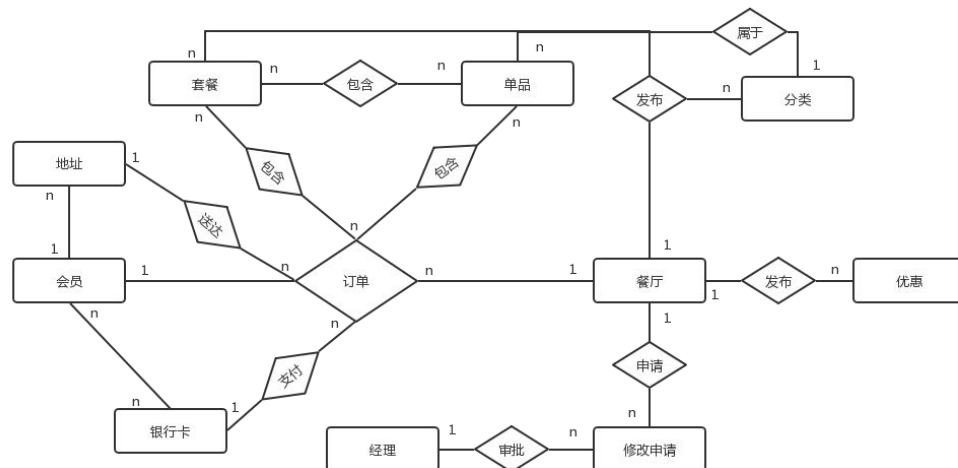 属于
n
n
1
套餐
n
包含
n
单品
发布
n
分类
n
n
地址
1
包含
包含
n
送达
n
1
1
n
n
1
1
会员
订单
餐厅
1
发布
n
优惠
n
n
1
支付
申请
n
1
银行卡
n
经理
1
审批
n
修改申请